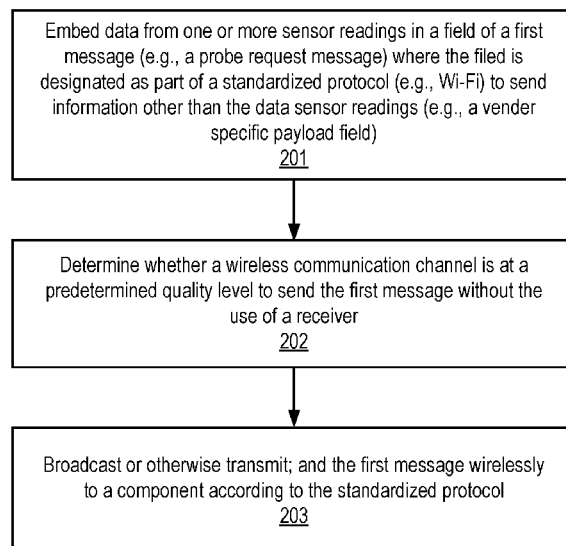 Embed data from one or more sensor readings in a field of a first
message (e.g., a probe request message) where the filed is
designated as part of a standardized protocol (e.g., Wi-Fi) to send
information other than the data sensor readings (e.g., a vender
specific payload field)
201
Determine whether a wireless communication channel is at a
predetermined quality level to send the first message without the
use of a receiver
202
Broadcast or otherwise transmit; and the first message wirelessly
to a component according to the standardized protocol
203